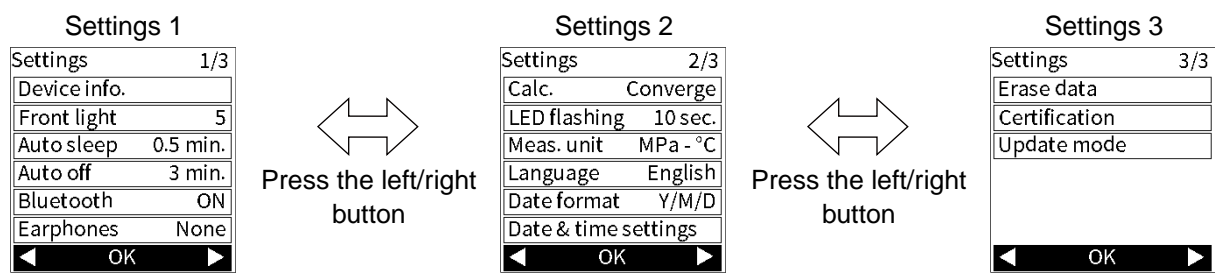 Settings 1
Settings 1/3
Device info.
Front light 5
Auto sleep 0.5 min.
Auto off 3 min.
Bluetooth ON
Earphones None
◀ OK ▶
Press the left/right
button
Settings 2
Settings 2/3
Calc. Converge
LED flashing 10 sec.
Meas. unit MPa - °C
Language English
Date format Y/M/D
Date & time settings
◀ OK ▶
Press the left/right
button
Settings 3
Settings 3/3
Erase data
Certification
Update mode
◀ OK ▶